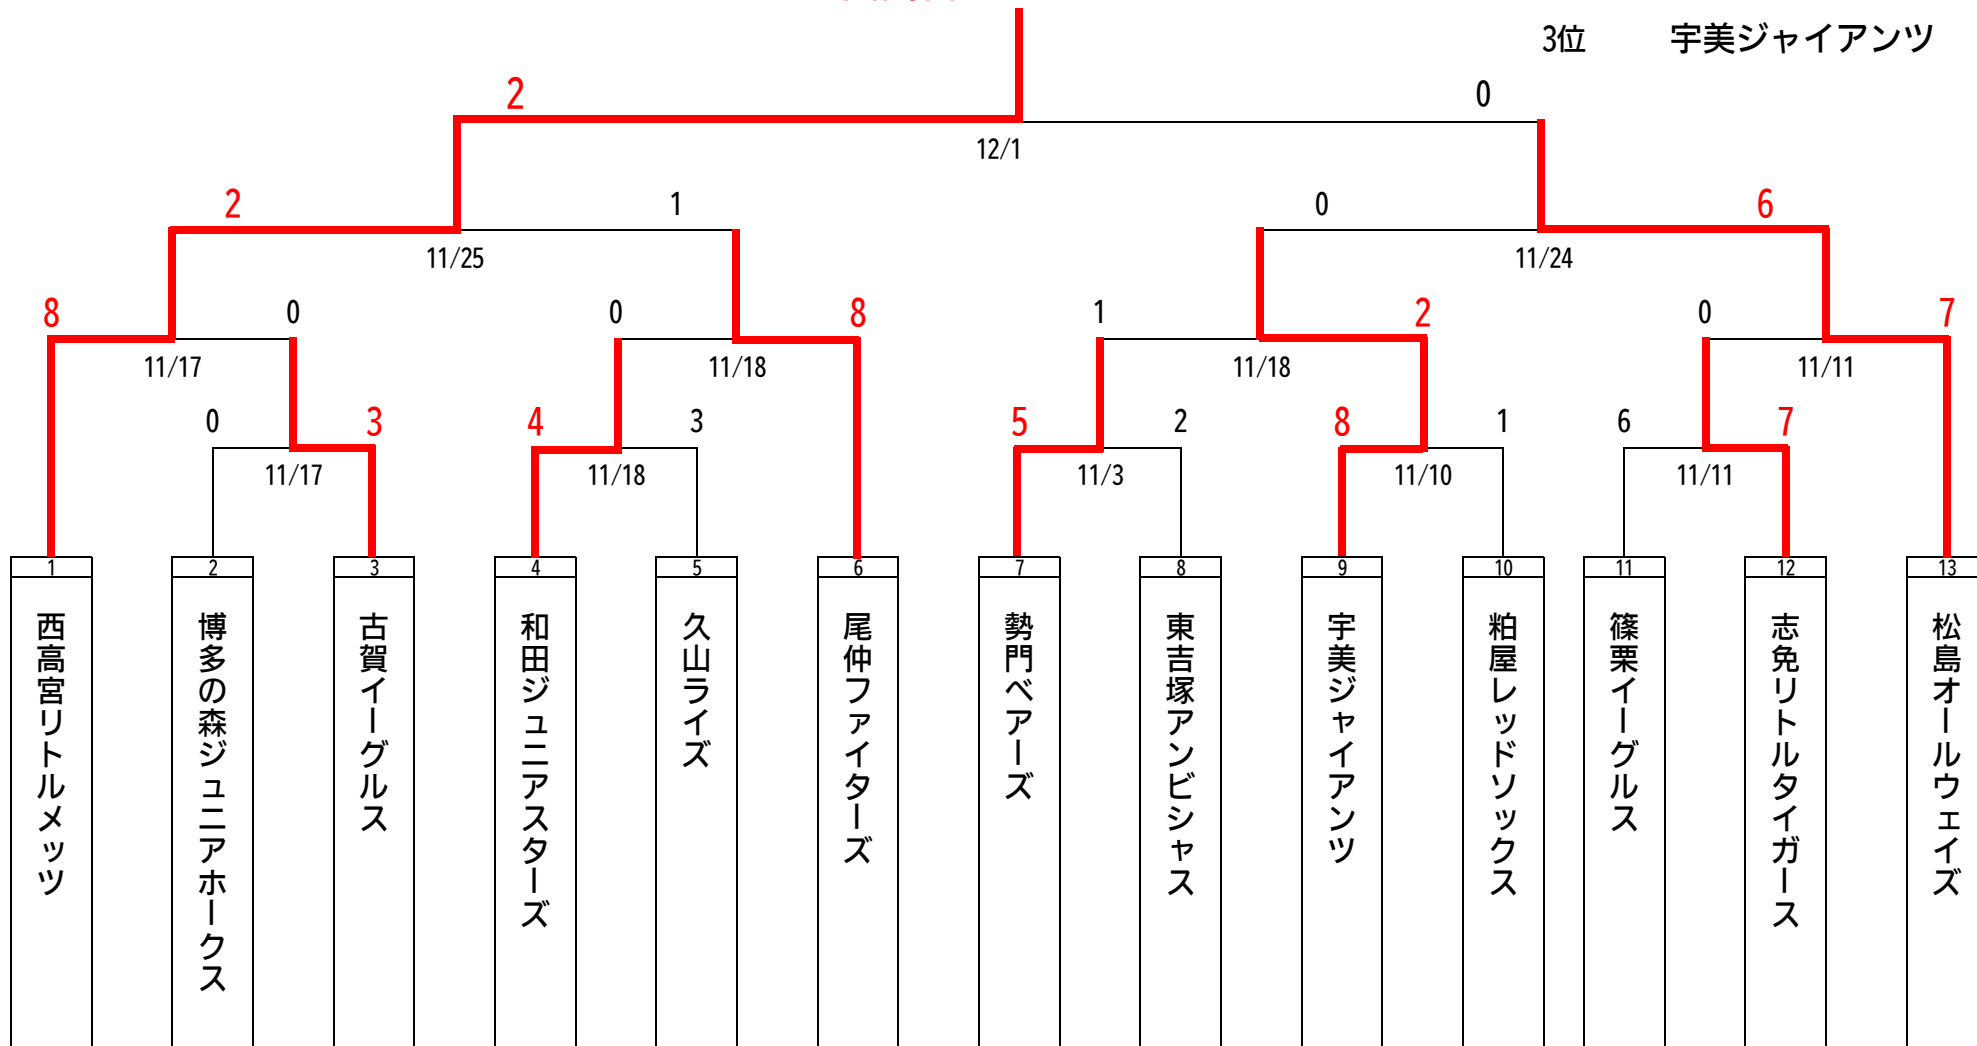 3位 宇美ジャイアンツ
2 0
12/1
2 1 0 6
11/25 11/24
8 0 0 8 1 2 0 7
11/17 11/18 11/18 11/11
0 3 4 3 5 2 8 1 6 7
11/17 11/18 11/3 11/10 11/11
1 2 3 4 5 6 7 8 9 10 11 12 13
西高宮リトルメッツ
博多の森ジュニアホークス
古賀イーグルス
和田ジュニアスターズ
久山ライズ
尾仲ファイターズ
勢門ベアーズ
東吉塚アンビシャス
宇美ジャイアンツ
粕屋レッドソックス
篠栗イーグルス
志免リトルタイガース
松島オールウェイズ